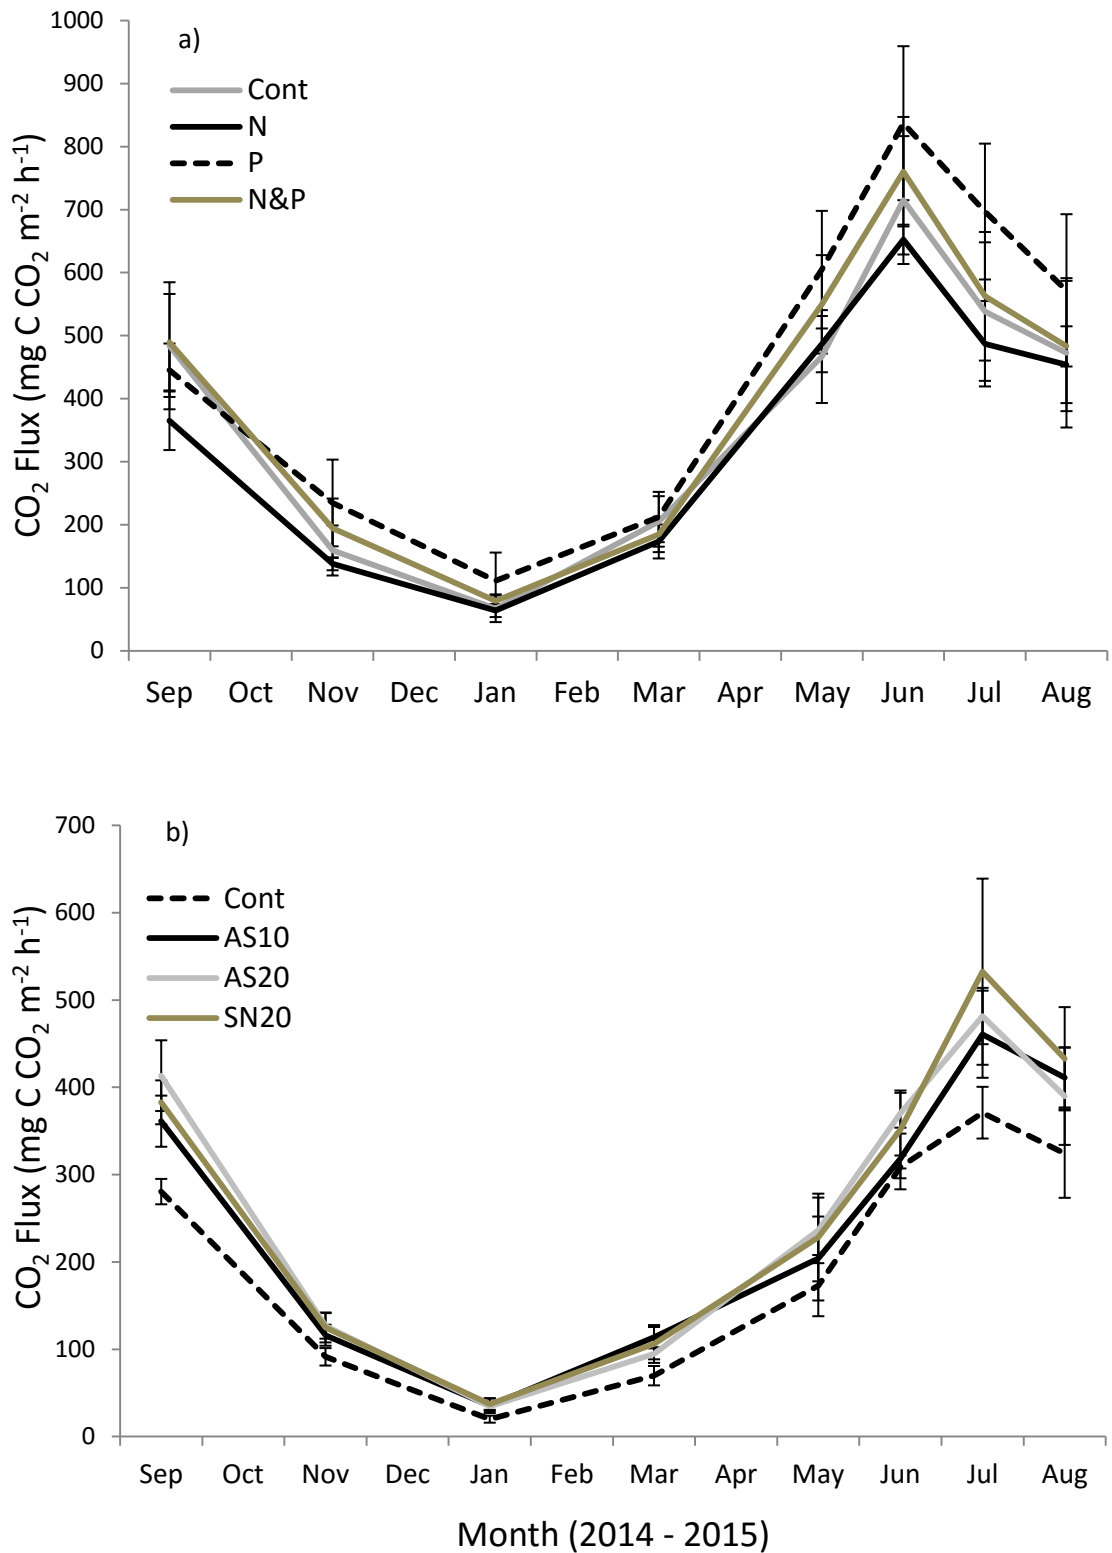 a)
Cont
N
P
N&P
CO₂ Flux (mg C CO₂ m⁻² h⁻¹)
1000
900
800
700
600
500
400
300
200
100
0
Sep Oct Nov Dec Jan Feb Mar Apr May Jun Jul Aug
b)
Cont
AS10
AS20
SN20
CO₂ Flux (mg C CO₂ m⁻² h⁻¹)
700
600
500
400
300
200
100
0
Sep Oct Nov Dec Jan Feb Mar Apr May Jun Jul Aug
Month (2014 - 2015)